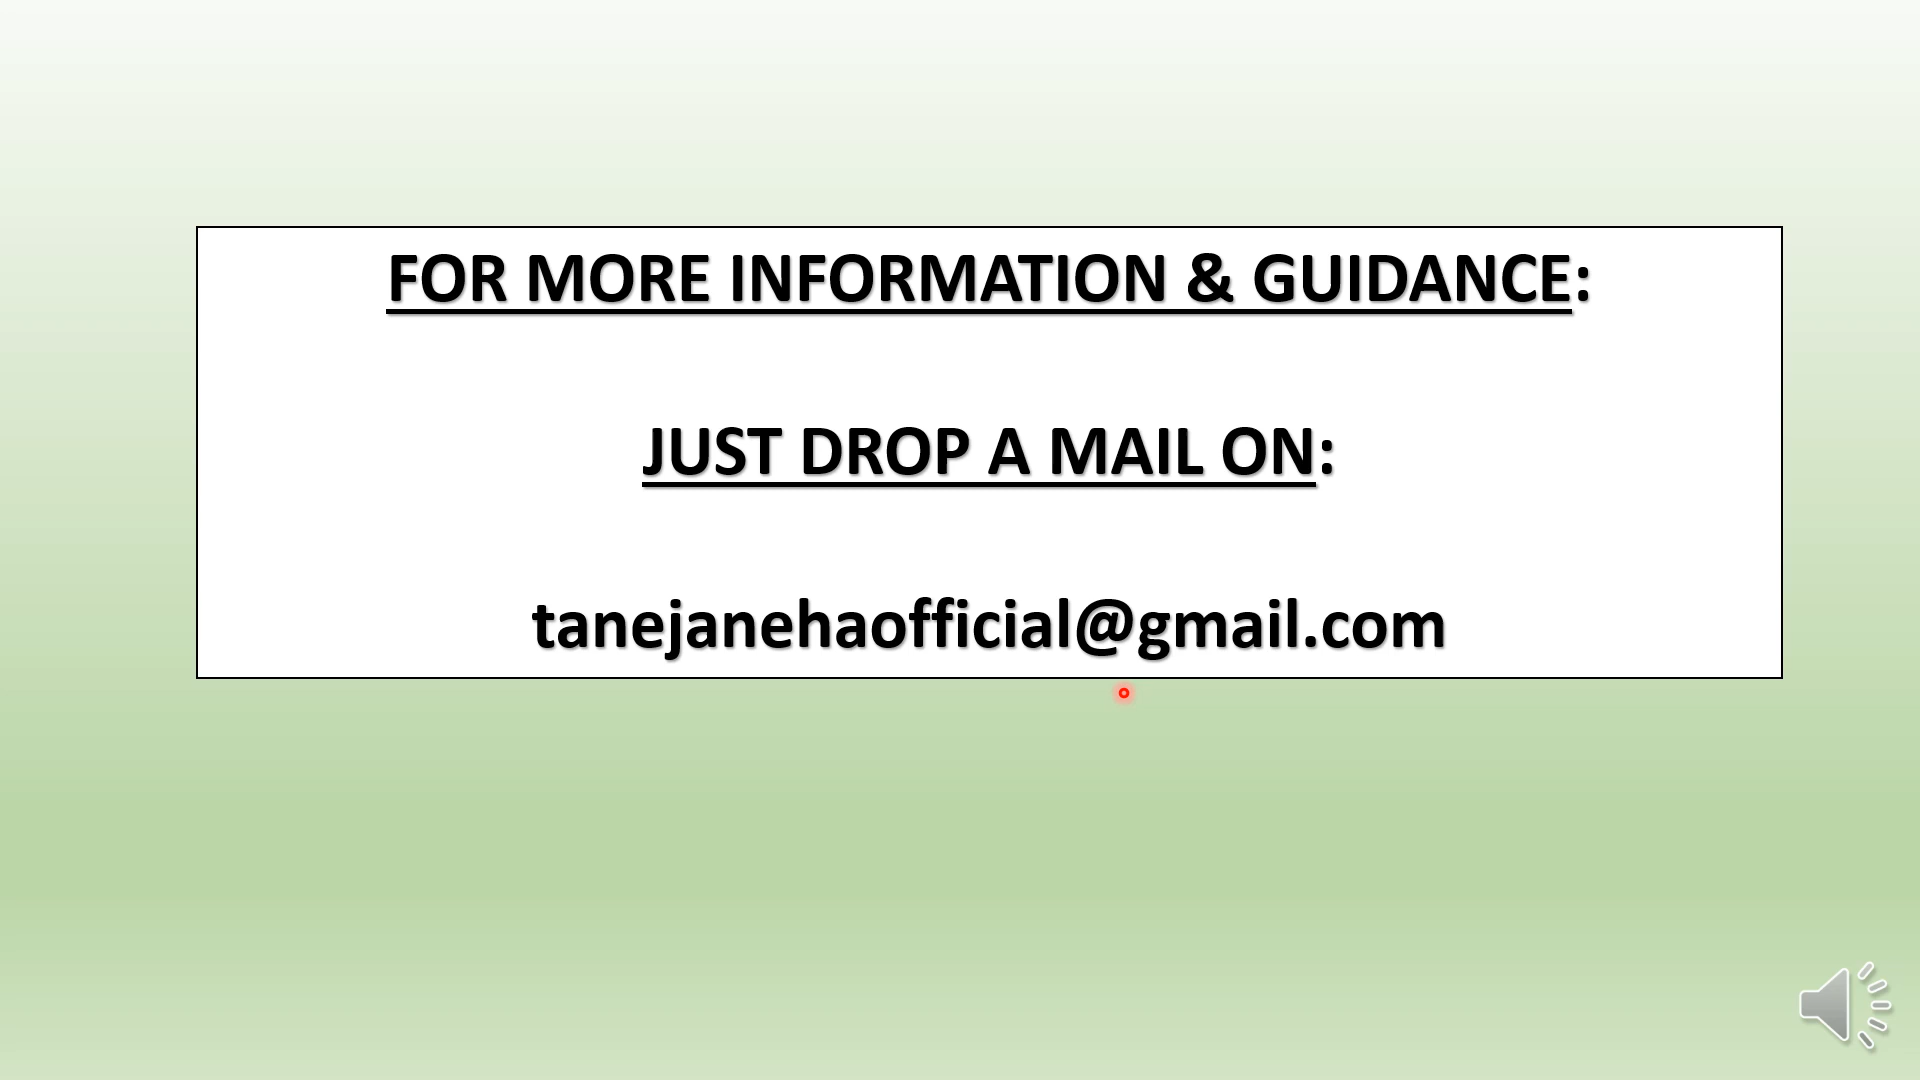 FOR MORE INFORMATION & GUIDANCE:
JUST DROP A MAIL ON:
tanejanehaofficial@gmail.com